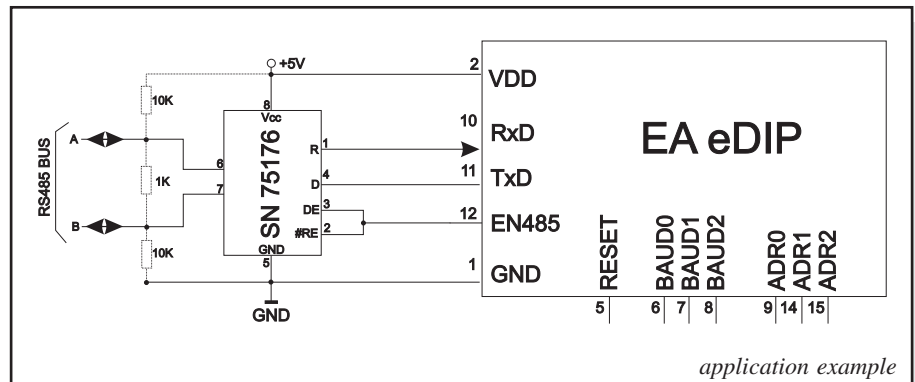 +5V
2
VDD
10K
8
Vcc
A
10
RxD
EA eDIP
R 1
6
11
TxD
RS485 BUS
1K
SN 75176
D 4
7
B
DE 3
12
EN485
#RE 2
10K
GND
5
1
GND
GND
RESET
BAUD0
BAUD1
BAUD2
ADR0
ADR1
ADR2
5
6
7
8
9
14
15
application example